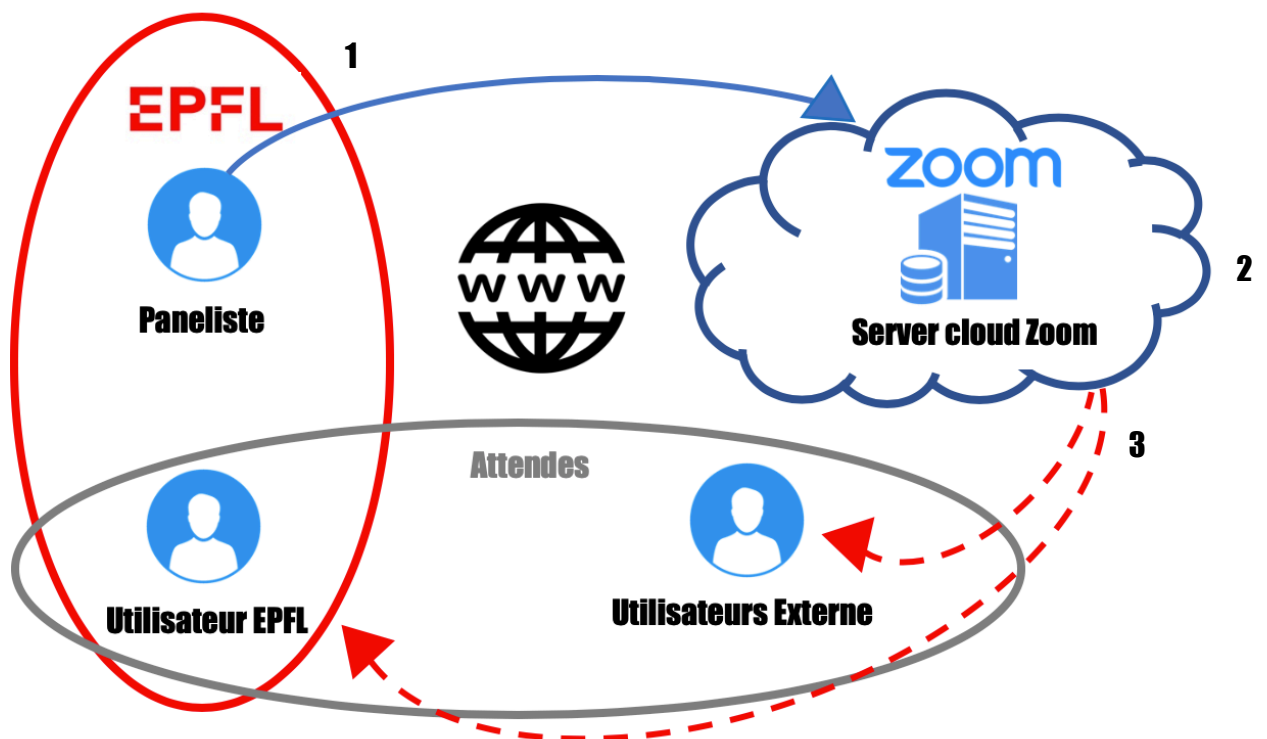 1
EPFL
zoom
WWW
2
Paneliste
Server cloud Zoom
Attendes
3
Utilisateur EPFL
Utilisateurs Externe